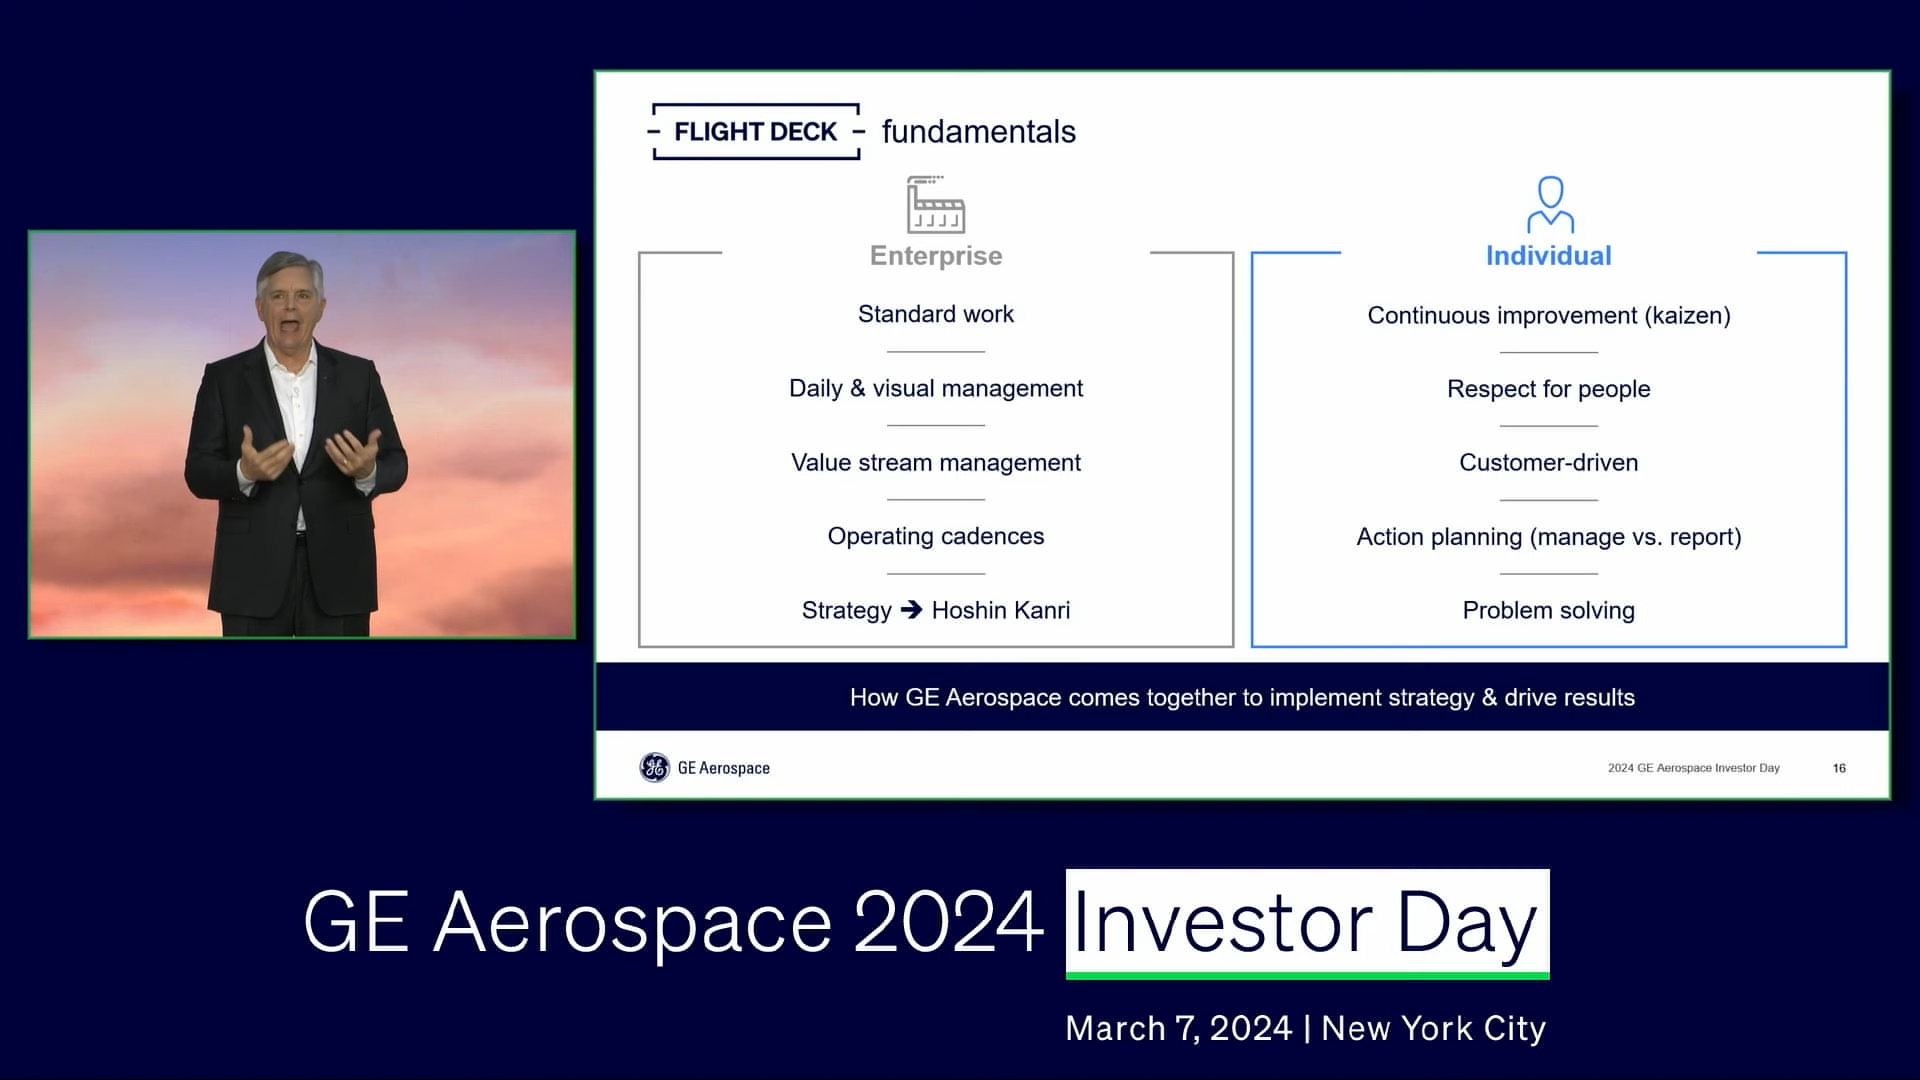 FLIGHT DECK fundamentals
Enterprise
Standard work
Daily & visual management
Value stream management
Operating cadences
Strategy ➔ Hoshin Kanri
Individual
Continuous improvement (kaizen)
Respect for people
Customer-driven
Action planning (manage vs. report)
Problem solving
How GE Aerospace comes together to implement strategy & drive results
GE GE Aerospace
2024 GE Aerospace Investor Day 16
GE Aerospace 2024 Investor Day
March 7, 2024 | New York City